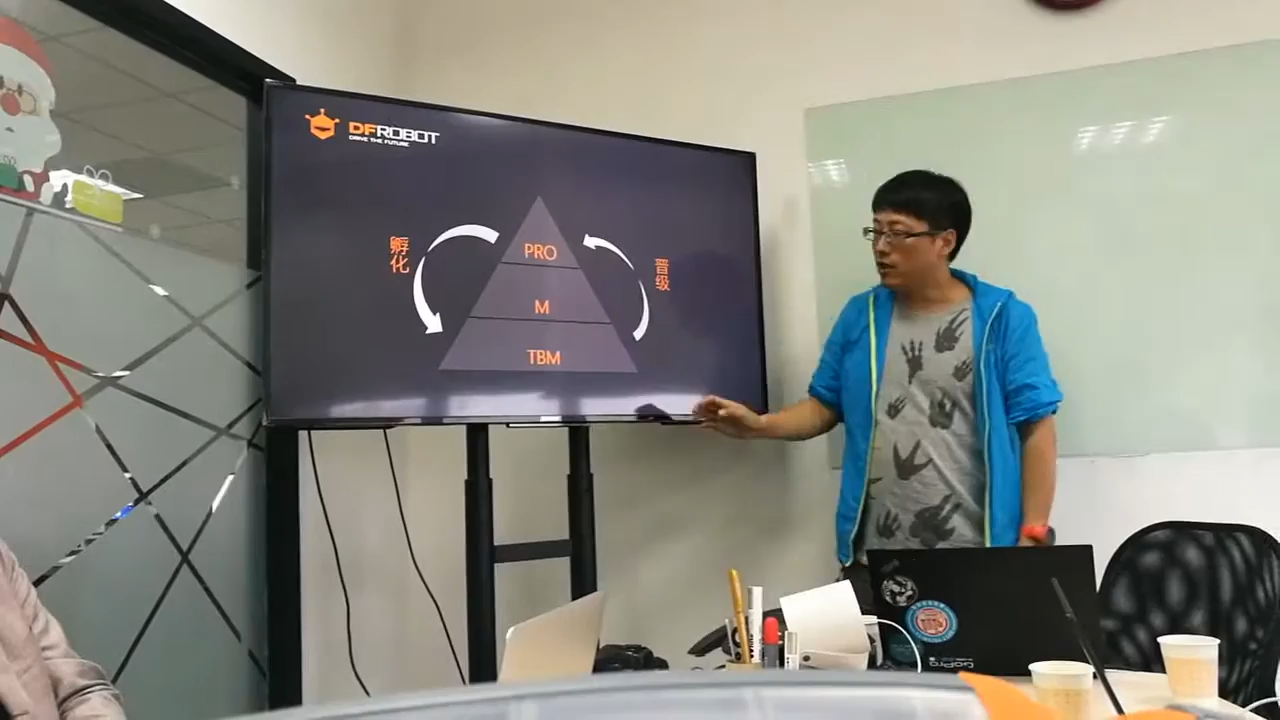 DFROBOT
DRIVE THE FUTURE
孵化
PRO
晋级
M
TBM
GoPro